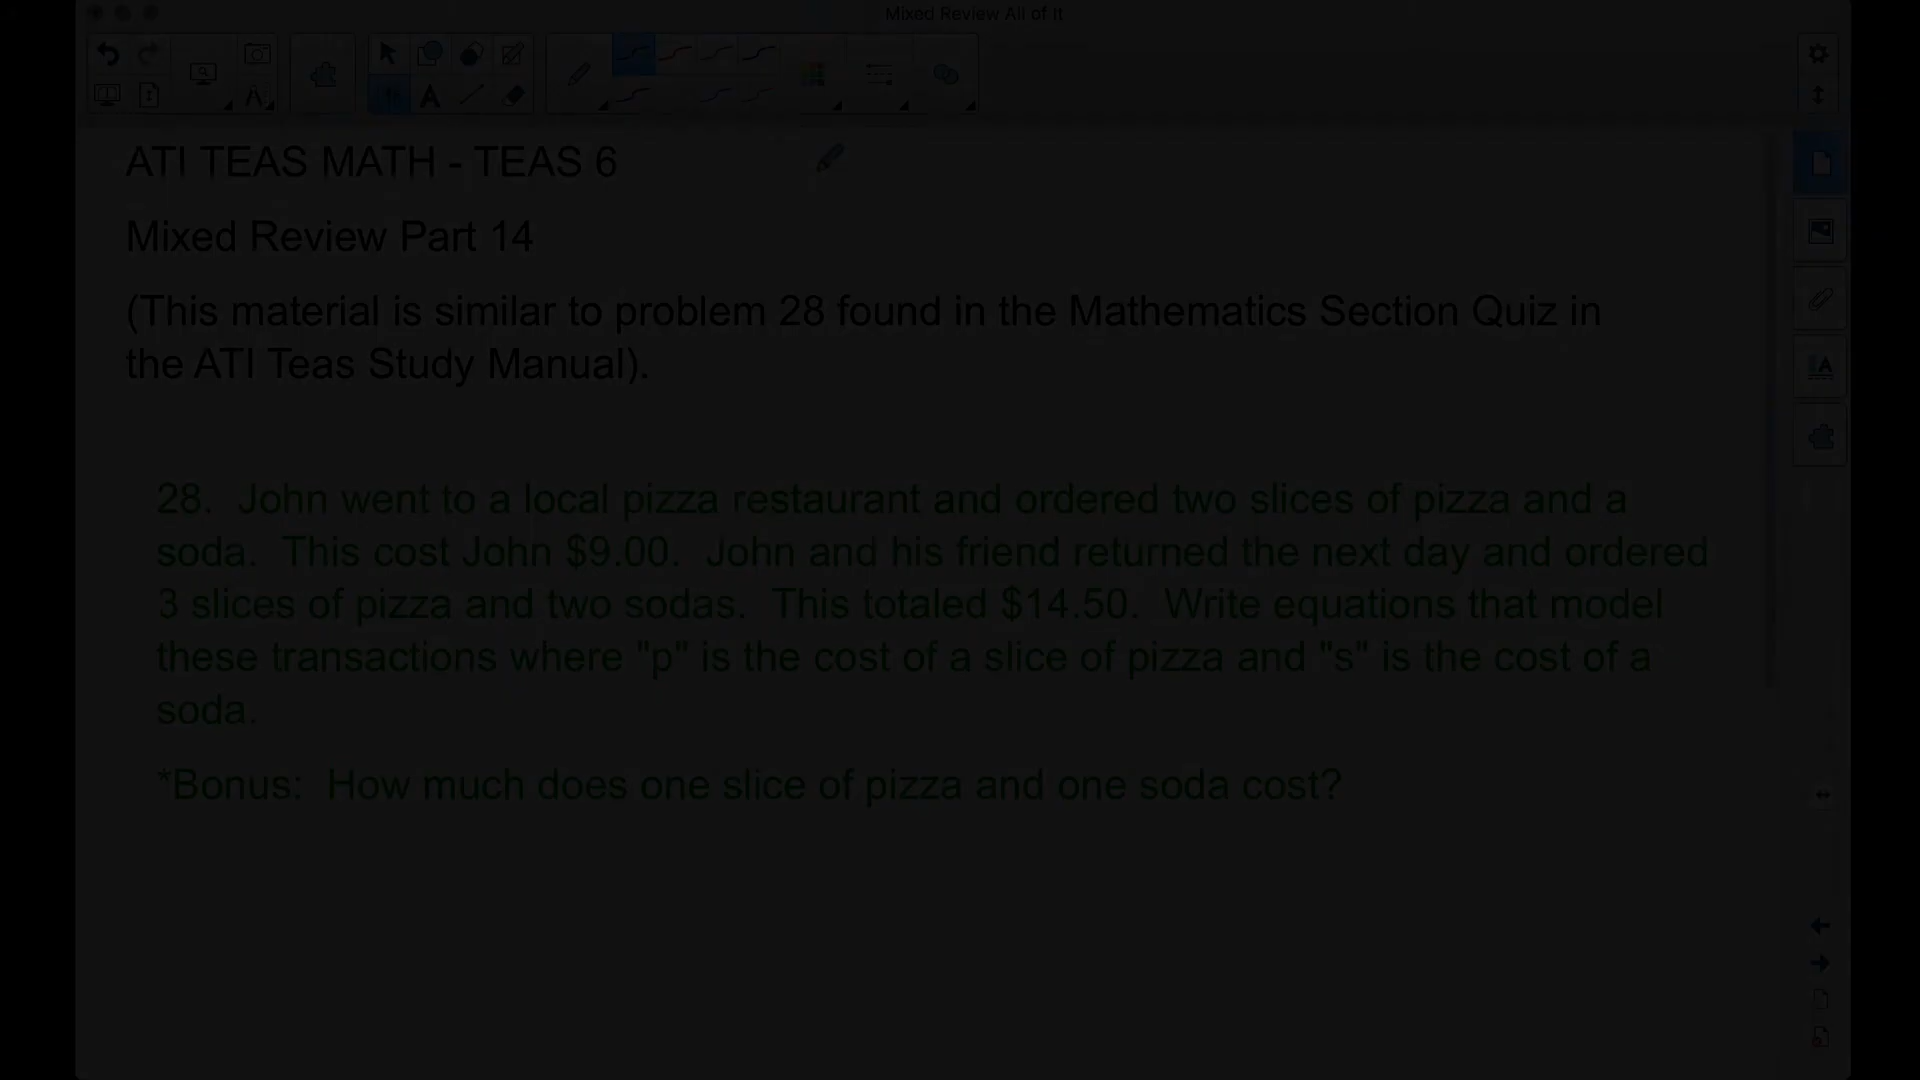 Mixed Review All of It
ATI TEAS MATH - TEAS 6
Mixed Review Part 14
(This material is similar to problem 28 found in the Mathematics Section Quiz in
the ATI Teas Study Manual).
28. John went to a local pizza restaurant and ordered two slices of pizza and a
soda. This cost John $9.00. John and his friend returned the next day and ordered
3 slices of pizza and two sodas. This totaled $14.50. Write equations that model
these transactions where "p" is the cost of a slice of pizza and "s" is the cost of a
soda.
*Bonus: How much does one slice of pizza and one soda cost?